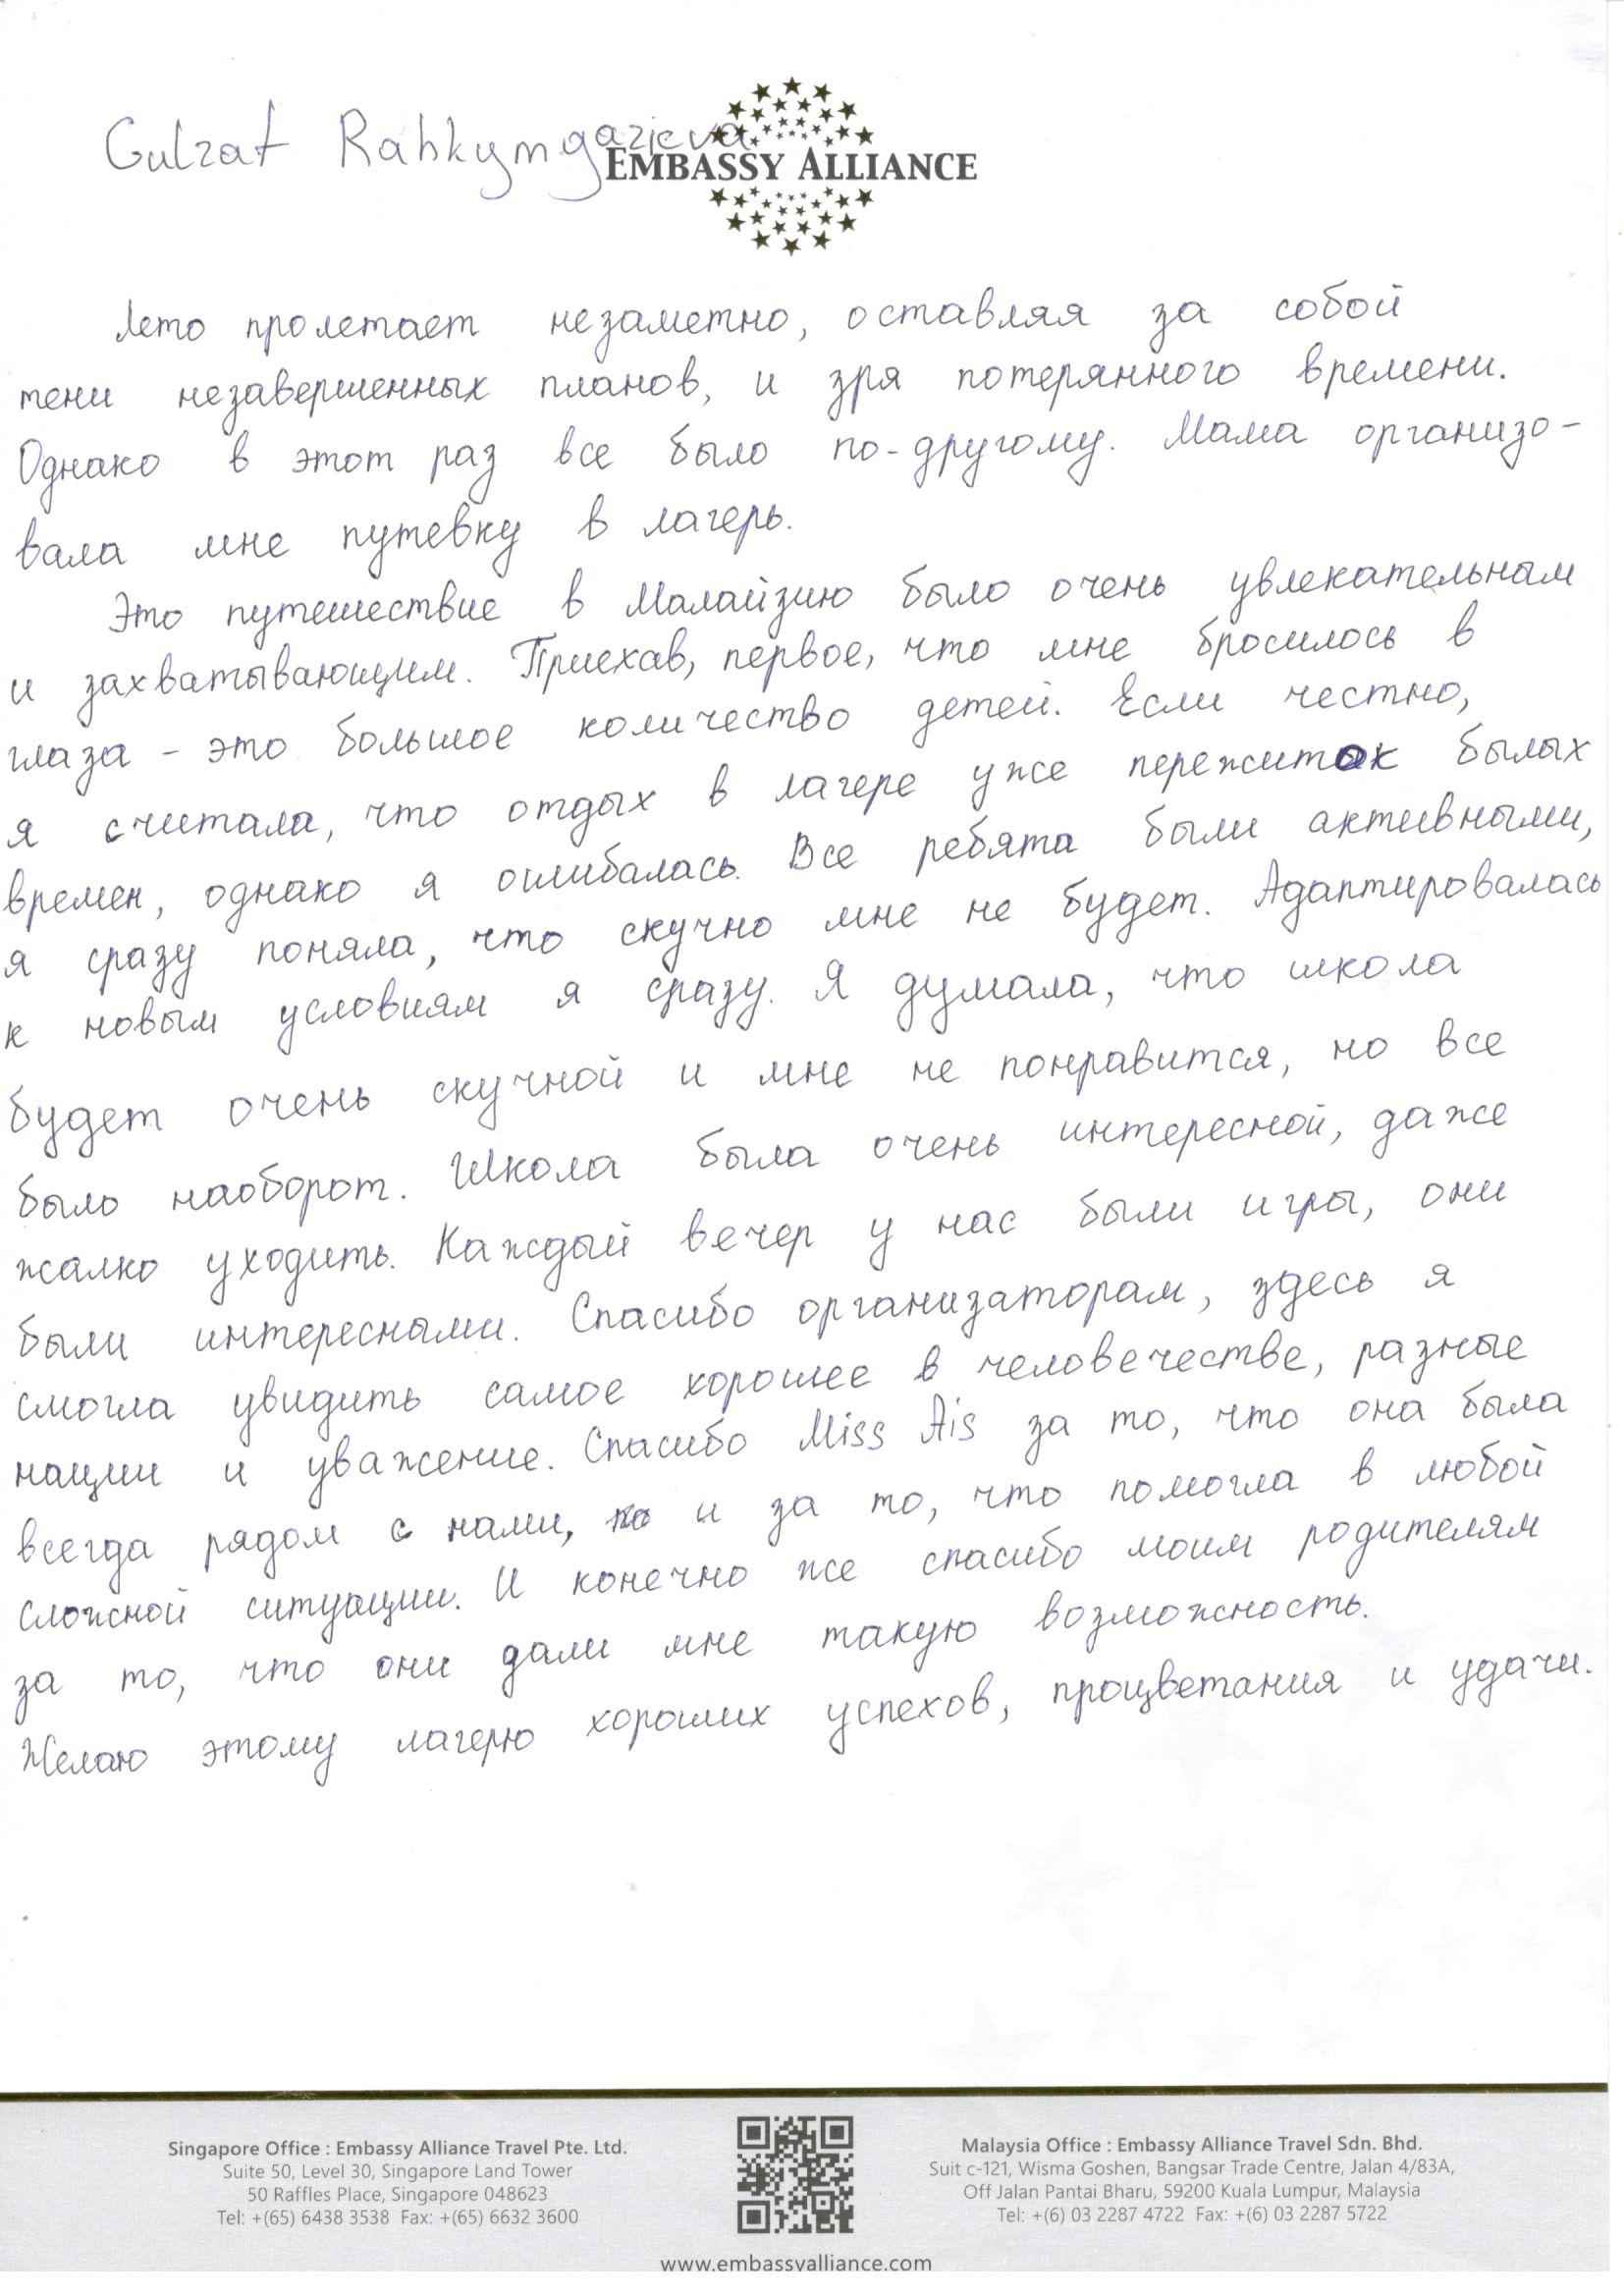 Gulzat Rahkymgazieva
EMBASSY ALLIANCE
Лето пролетает незаметно, оставляя за собой
тени незавершенных планов, и зря потерянного времени.
Однако в этот раз все было по-другому. Мама организо-
вала мне путевку в лагерь.
Это путешествие в Малайзию было очень увлекательным
и захватывающим. Приехав, первое, что мне бросилось в
глаза - это большое количество детей. Если честно,
я считала, что отдых в лагере уже пережиток былых
времен, однако я ошибалась. Все ребята были активными,
я сразу поняла, что скучно мне не будет. Адаптировалась
к новым условиям я сразу. Я думала, что школа
будет очень скучной и мне не понравится, но все
было наоборот. Школа была очень интересной, даже
жалко уходить. Каждый вечер у нас были игры, они
были интересными. Спасибо организаторам, здесь я
смогла увидить самое хорошее в человечестве, разные
нации и уважение. Спасибо Miss Ais за то, что она была
всегда рядом с нами, и за то, что помогла в любой
сложной ситуации. И конечно же спасибо моим родителям
за то, что они дали мне такую возможность.
Желаю этому лагерю хороших успехов, процветания и удачи.
Singapore Office : Embassy Alliance Travel Pte. Ltd.
Suite 50, Level 30, Singapore Land Tower
50 Raffles Place, Singapore 048623
Tel: +(65) 6438 3538 Fax: +(65) 6632 3600
Malaysia Office : Embassy Alliance Travel Sdn. Bhd.
Suit c-121, Wisma Goshen, Bangsar Trade Centre, Jalan 4/83A,
Off Jalan Pantai Bharu, 59200 Kuala Lumpur, Malaysia
Tel: +(6) 03 2287 4722 Fax: +(6) 03 2287 5722
www.embassyalliance.com